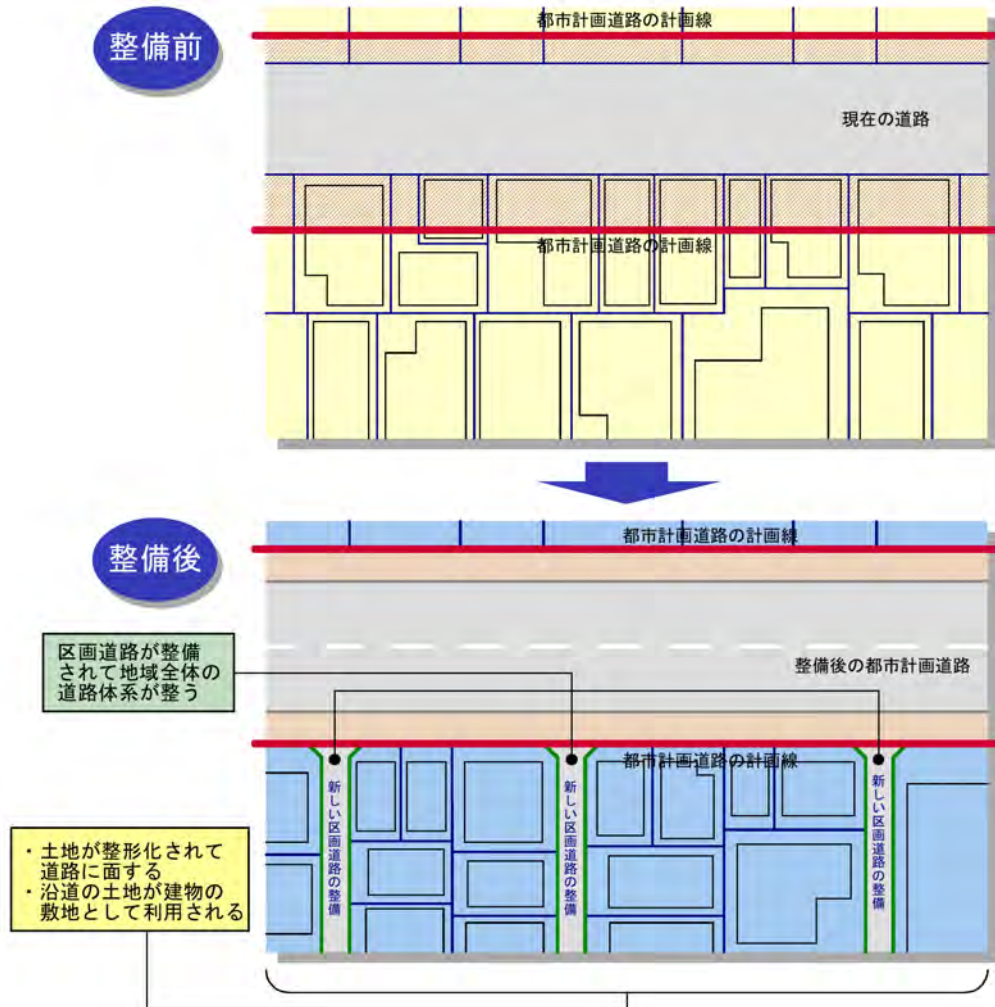 整備前
都市計画道路の計画線
現在の道路
都市計画道路の計画線
整備後
都市計画道路の計画線
区画道路が整備
されて地域全体の
道路体系が整う
整備後の都市計画道路
都市計画道路の計画線
新しい区画道路の整備
新しい区画道路の整備
新しい区画道路の整備
・土地が整形化されて
道路に面する
・沿道の土地が建物の
敷地として利用される